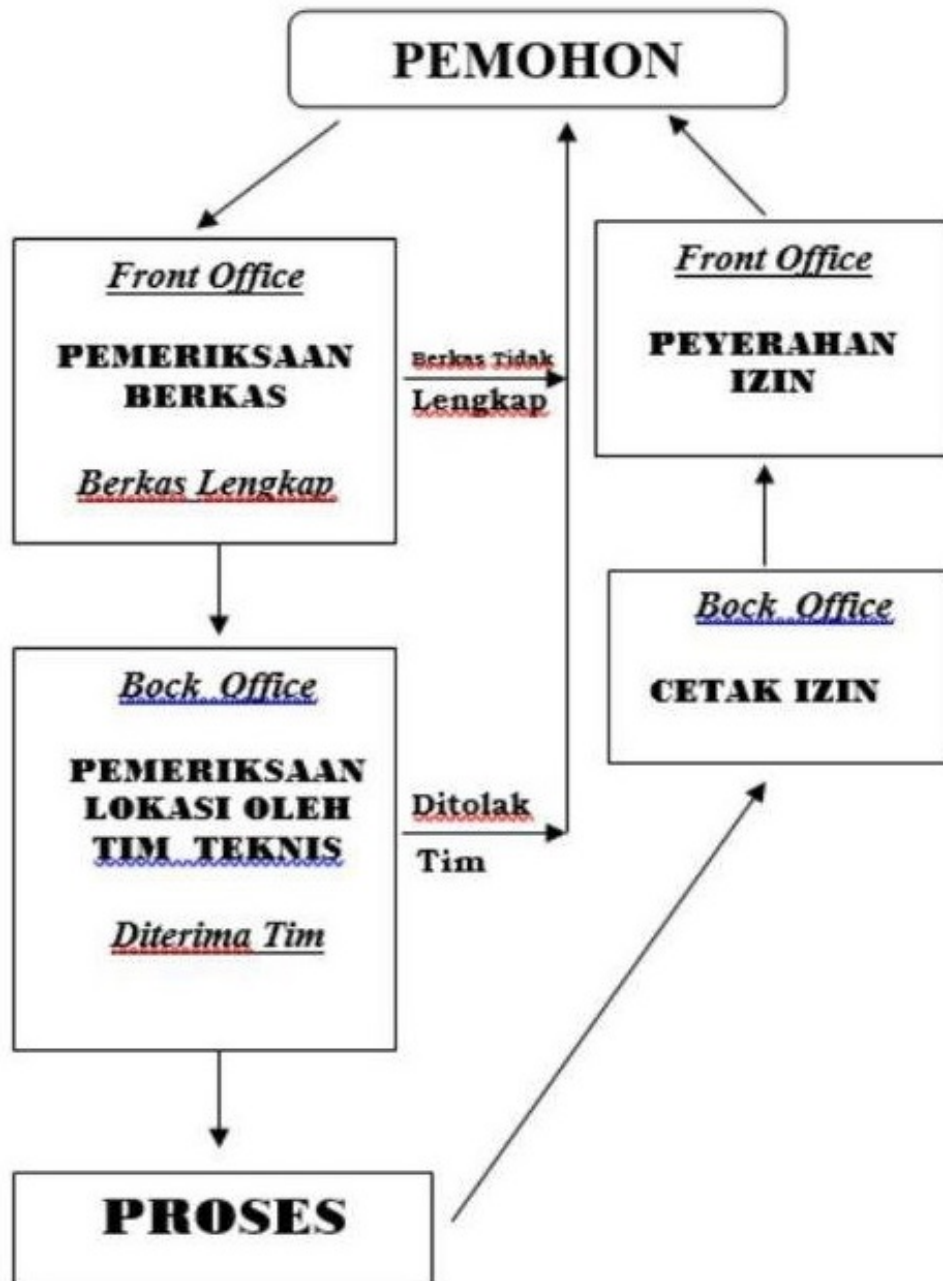 PEMOHON
Front Office
PEMERIKSAAN
BERKAS
Berkas Lengkap
Berkas Tidak
Lengkap
Bock Office
PEMERIKSAAN
LOKASI OLEH
TIM TEKNIS
Diterima Tim
Ditolak
Tim
PROSES
Bock Office
CETAK IZIN
Front Office
PEYERAHAN
IZIN